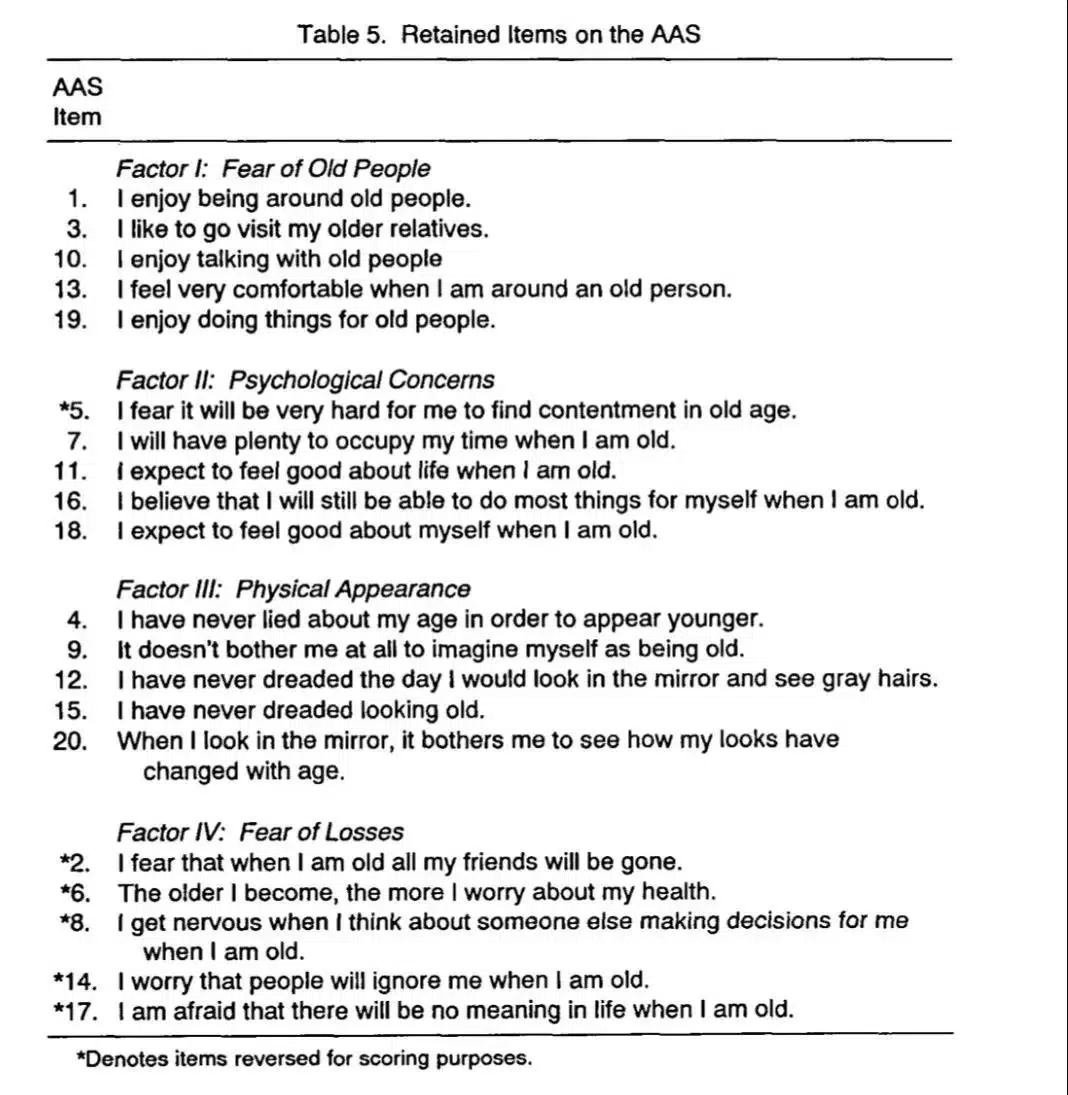 Table 5. Retained Items on the AAS
AAS
Item
Factor I: Fear of Old People
1. I enjoy being around old people.
3. I like to go visit my older relatives.
10. I enjoy talking with old people
13. I feel very comfortable when I am around an old person.
19. I enjoy doing things for old people.
Factor II: Psychological Concerns
*5. I fear it will be very hard for me to find contentment in old age.
7. I will have plenty to occupy my time when I am old.
11. I expect to feel good about life when I am old.
16. I believe that I will still be able to do most things for myself when I am old.
18. I expect to feel good about myself when I am old.
Factor III: Physical Appearance
4. I have never lied about my age in order to appear younger.
9. It doesn't bother me at all to imagine myself as being old.
12. I have never dreaded the day I would look in the mirror and see gray hairs.
15. I have never dreaded looking old.
20. When I look in the mirror, it bothers me to see how my looks have
changed with age.
Factor IV: Fear of Losses
*2. I fear that when I am old all my friends will be gone.
*6. The older I become, the more I worry about my health.
*8. I get nervous when I think about someone else making decisions for me
when I am old.
*14. I worry that people will ignore me when I am old.
*17. I am afraid that there will be no meaning in life when I am old.
*Denotes items reversed for scoring purposes.